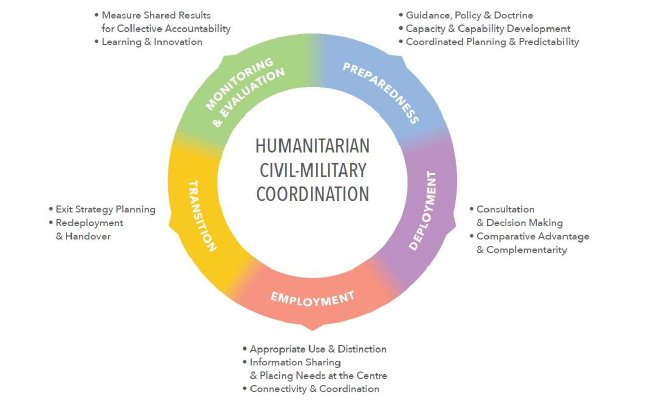 • Measure Shared Results
for Collective Accountability
• Learning & Innovation
• Guidance, Policy & Doctrine
• Capacity & Capability Development
• Coordinated Planning & Predictability
MONITORING
& EVALUATION
PREPAREDNESS
HUMANITARIAN
CIVIL-MILITARY
COORDINATION
TRANSITION
DEPLOYMENT
• Exit Strategy Planning
• Redeployment
& Handover
• Consultation
& Decision Making
• Comparative Advantage
& Complementarity
EMPLOYMENT
• Appropriate Use & Distinction
• Information Sharing
& Placing Needs at the Centre
• Connectivity & Coordination